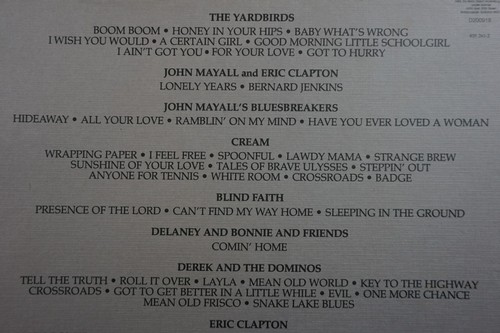 THE YARDBIRDS
BOOM BOOM • HONEY IN YOUR HIPS • BABY WHAT'S WRONG
I WISH YOU WOULD • A CERTAIN GIRL • GOOD MORNING LITTLE SCHOOLGIRL
I AIN'T GOT YOU • FOR YOUR LOVE • GOT TO HURRY
JOHN MAYALL and ERIC CLAPTON
LONELY YEARS • BERNARD JENKINS
JOHN MAYALL'S BLUESBREAKERS
HIDEAWAY • ALL YOUR LOVE • RAMBLIN' ON MY MIND • HAVE YOU EVER LOVED A WOMAN
CREAM
WRAPPING PAPER • I FEEL FREE • SPOONFUL • LAWDY MAMA • STRANGE BREW
SUNSHINE OF YOUR LOVE • TALES OF BRAVE ULYSSES • STEPPIN' OUT
ANYONE FOR TENNIS • WHITE ROOM • CROSSROADS • BADGE
BLIND FAITH
PRESENCE OF THE LORD • CAN'T FIND MY WAY HOME • SLEEPING IN THE GROUND
DELANEY AND BONNIE AND FRIENDS
COMIN' HOME
DEREK AND THE DOMINOS
TELL THE TRUTH • ROLL IT OVER • LAYLA • MEAN OLD WORLD • KEY TO THE HIGHWAY
CROSSROADS • GOT TO GET BETTER IN A LITTLE WHILE • EVIL • ONE MORE CHANCE
MEAN OLD FRISCO • SNAKE LAKE BLUES
ERIC CLAPTON